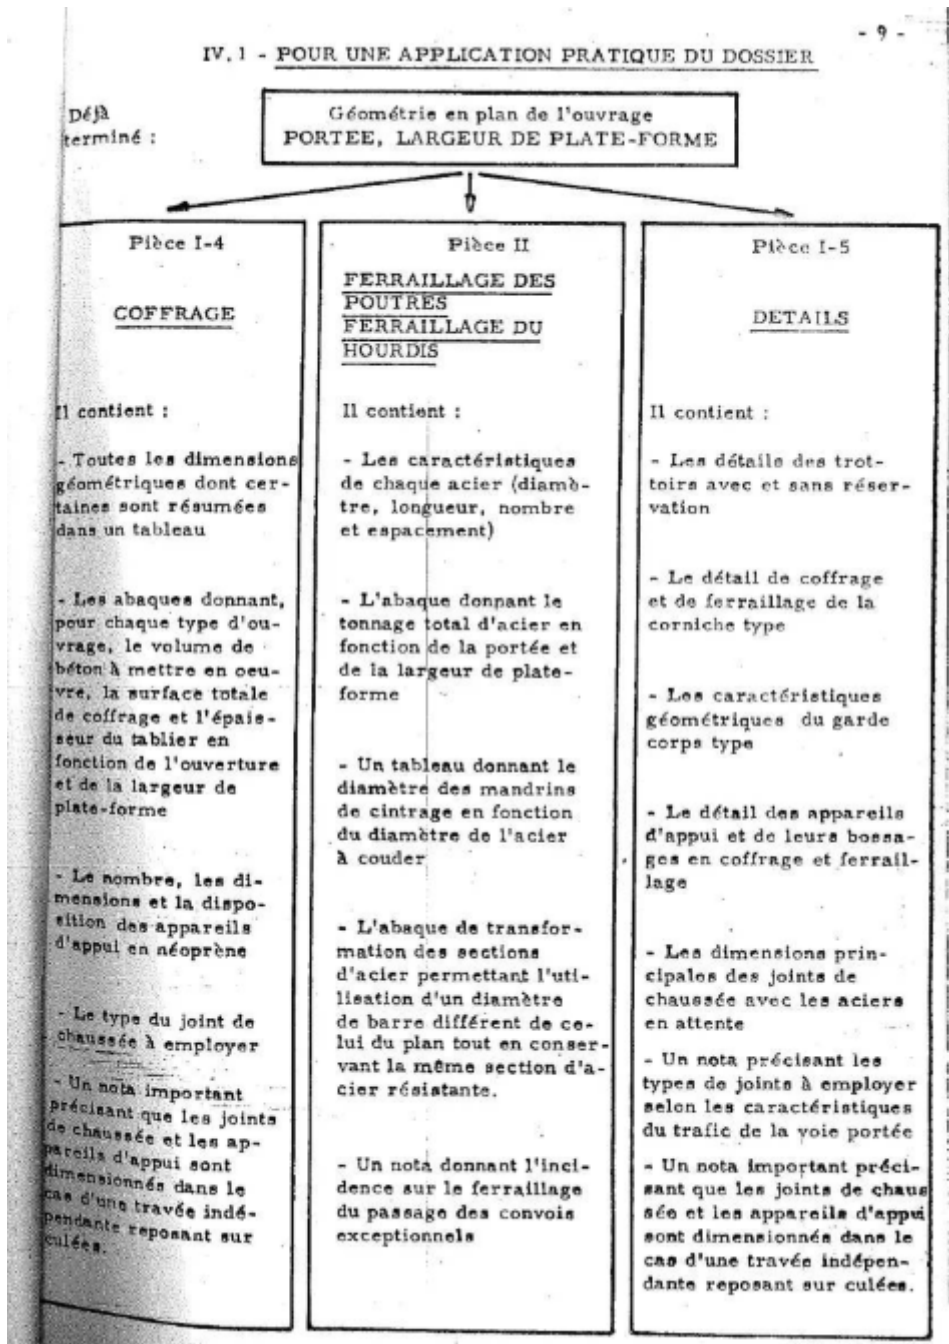 - 9 -
IV. 1 - POUR UNE APPLICATION PRATIQUE DU DOSSIER
Déjà
terminé :
Géométrie en plan de l'ouvrage
PORTEE, LARGEUR DE PLATE-FORME
Pièce I-4
COFFRAGE
Il contient :
- Toutes les dimensions
géométriques dont cer-
taines sont résumées
dans un tableau
- Les abaques donnant,
pour chaque type d'ou-
vrage, le volume de
béton à mettre en oeu-
vre, la surface totale
de coffrage et l'épais-
seur du tablier en
fonction de l'ouverture
et de la largeur de
plate-forme
- Le nombre, les di-
mensions et la dispo-
sition des appareils
d'appui en néoprène
- Le type du joint de
chaussée à employer
- Un nota important
précisant que les joints
de chaussée et les ap-
pareils d'appui sont
dimensionnés dans le
cas d'une travée indé-
pendante reposant sur
culées.
Pièce II
FERRAILLAGE DES
POUTRES
FERRAILLAGE DU
HOURDIS
Il contient :
- Les caractéristiques
de chaque acier (diamè-
tre, longueur, nombre
et espacement)
- L'abaque donnant le
tonnage total d'acier en
fonction de la portée et
de la largeur de plate-
forme
- Un tableau donnant le
diamètre des mandrins
de cintrage en fonction
du diamètre de l'acier
à couder
- L'abaque de transfor-
mation des sections
d'acier permettant l'uti-
lisation d'un diamètre
de barre différent de ce-
lui du plan tout en conser-
vant la même section d'a-
cier résistante.
- Un nota donnant l'inci-
dence sur le ferraillage
du passage des convois
exceptionnels
Pièce I-5
DETAILS
Il contient :
- Les détails des trot-
toirs avec et sans réser-
vation
- Le détail de coffrage
et de ferraillage de la
corniche type
- Les caractéristiques
géométriques du garde
corps type
- Le détail des appareils
d'appui et de leurs bossa-
ges en coffrage et ferrail-
lage
- Les dimensions prin-
cipales des joints de
chaussée avec les aciers
en attente
- Un nota précisant les
types de joints à employer
selon les caractéristiques
du trafic de la voie portée
- Un nota important préci-
sant que les joints de chaus
sée et les appareils d'appui
sont dimensionnés dans le
cas d'une travée indépen-
dante reposant sur culées.